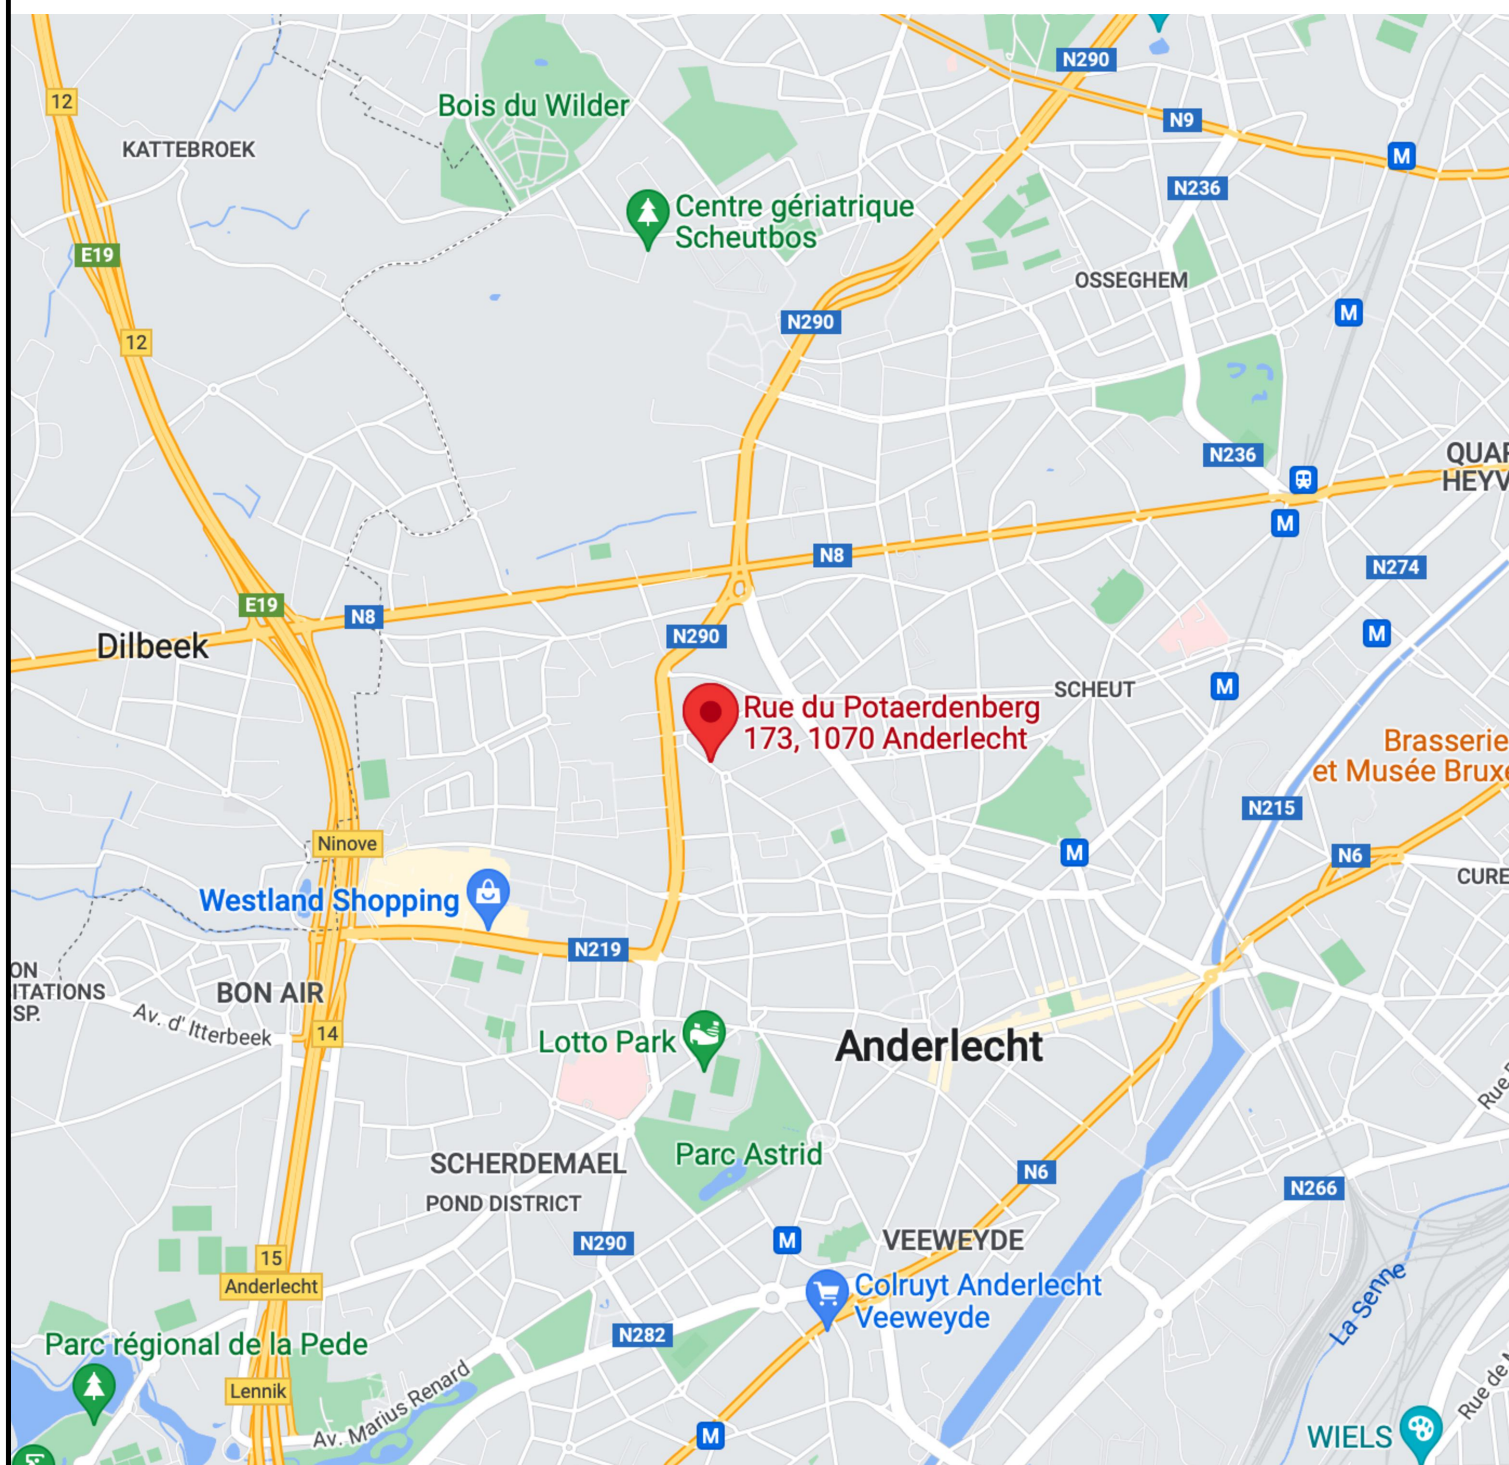 N290
12
Bois du Wilder
N9
KATTEBROEK
M
N236
Centre gériatrique
Scheutbos
E19
OSSEGHEM
N290
M
12
N236
QUAR
HEYV
M
N8
N274
E19
N8
N290
M
Dilbeek
SCHEUT
M
Rue du Potaerdenberg
173, 1070 Anderlecht
Brasserie
et Musée Bruxe
N215
Ninove
M
N6
CURE
Westland Shopping
N219
ON
ITATIONS
SP.
BON AIR
Av. d' Itterbeek
14
Lotto Park
Anderlecht
Rue
Parc Astrid
SCHERDEMAEL
POND DISTRICT
N6
N266
N290
M
VEEWEYDE
15
Anderlecht
Colruyt Anderlecht
Veeweyde
La Senne
N282
Parc régional de la Pede
Lennik
Av. Marius Renard
Rue de
M
WIELS